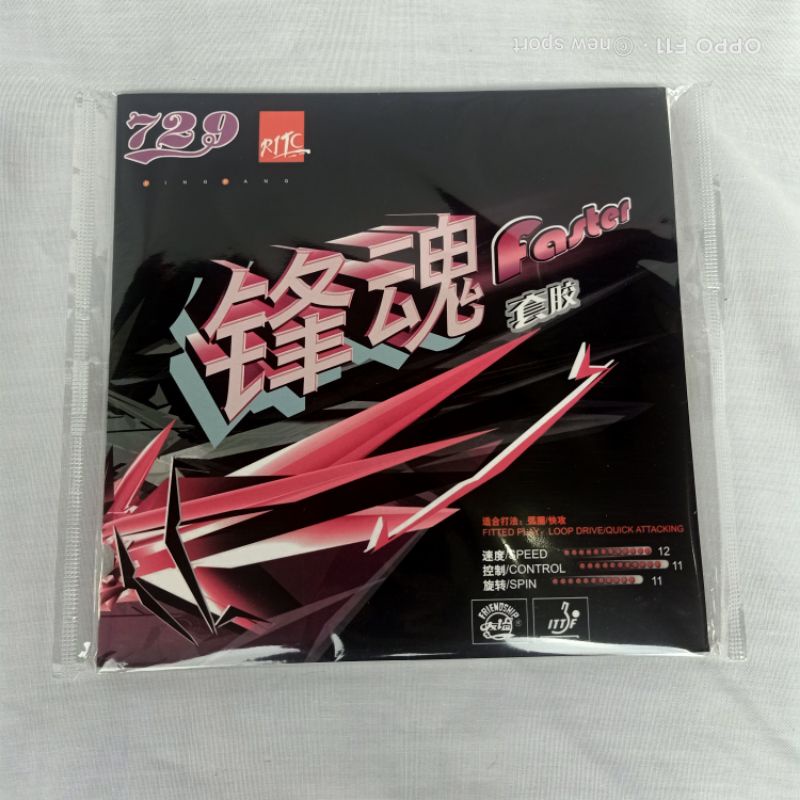 OPPO F11 · ©new sport
729
RITC
PINGPANG
锋魂
Faster
套胶
适合打法：弧圈/快攻
FITTED PLAY: LOOP DRIVE/QUICK ATTACKING
速度/SPEED 12
控制/CONTROL 11
旋转/SPIN 11
FRIENDSHIP
友谊
®
ITTF